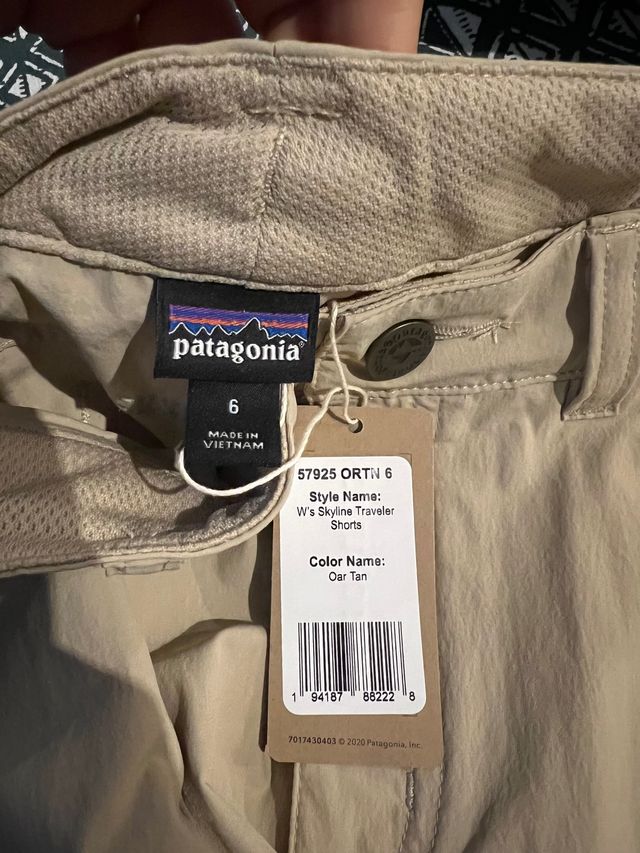 patagonia®
6
MADE IN
VIETNAM
57925 ORTN 6
Style Name:
W's Skyline Traveler
Shorts
Color Name:
Oar Tan
1 94187 88222 8
7017430403 © 2020 Patagonia, Inc.